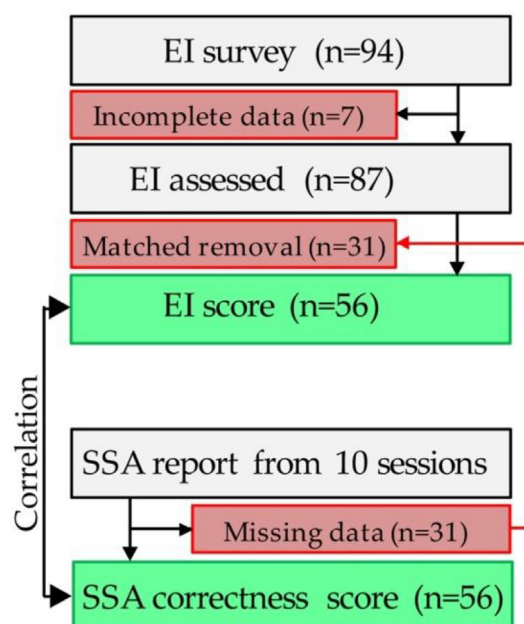 EI survey (n=94)
Incomplete data (n=7)
EI assessed (n=87)
Matched removal (n=31)
EI score (n=56)
Correlation
SSA report from 10 sessions
Missing data (n=31)
SSA correctness score (n=56)